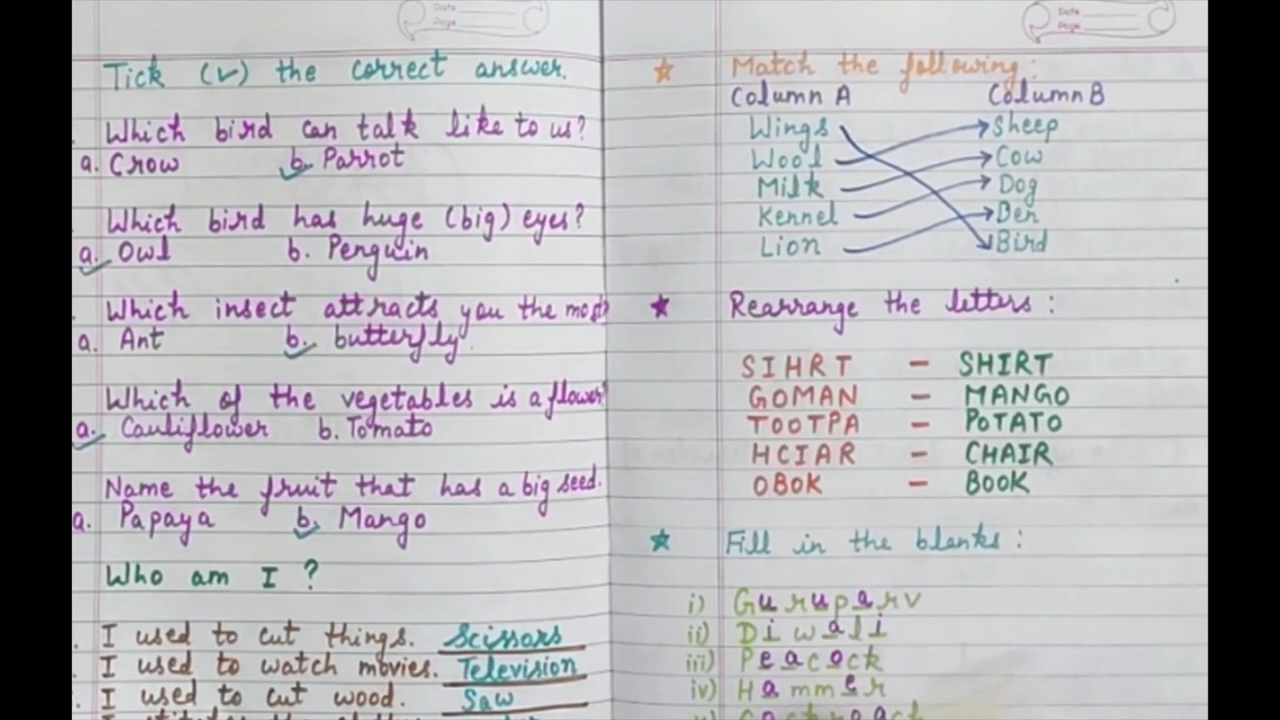 Date
Page
Tick (✓) the correct answer.
Which bird can talk like to us?
a. Crow b. Parrot
Which bird has huge (big) eyes?
a. Owl b. Penguin
Which insect attracts you the most
a. Ant b. butterfly.
Which of the vegetables is a flower?
a. Cauliflower b. Tomato
Name the fruit that has a big seed.
a. Papaya b. Mango
Who am I ?
I used to cut things. Scissors
I used to watch movies. Television
I used to cut wood. Saw
Date
Page
Match the following:
Column A Column B
Wings Sheep
Wool Cow
Milk Dog
Kennel Den
Lion Bird
Rearrange the letters:
SIHRT - SHIRT
GOMAN - MANGO
TOOTPA - POTATO
HCIAR - CHAIR
OBOK - BOOK
Fill in the blanks:
i) Guruparv
ii) Diwali
iii) Peacock
iv) Hammer